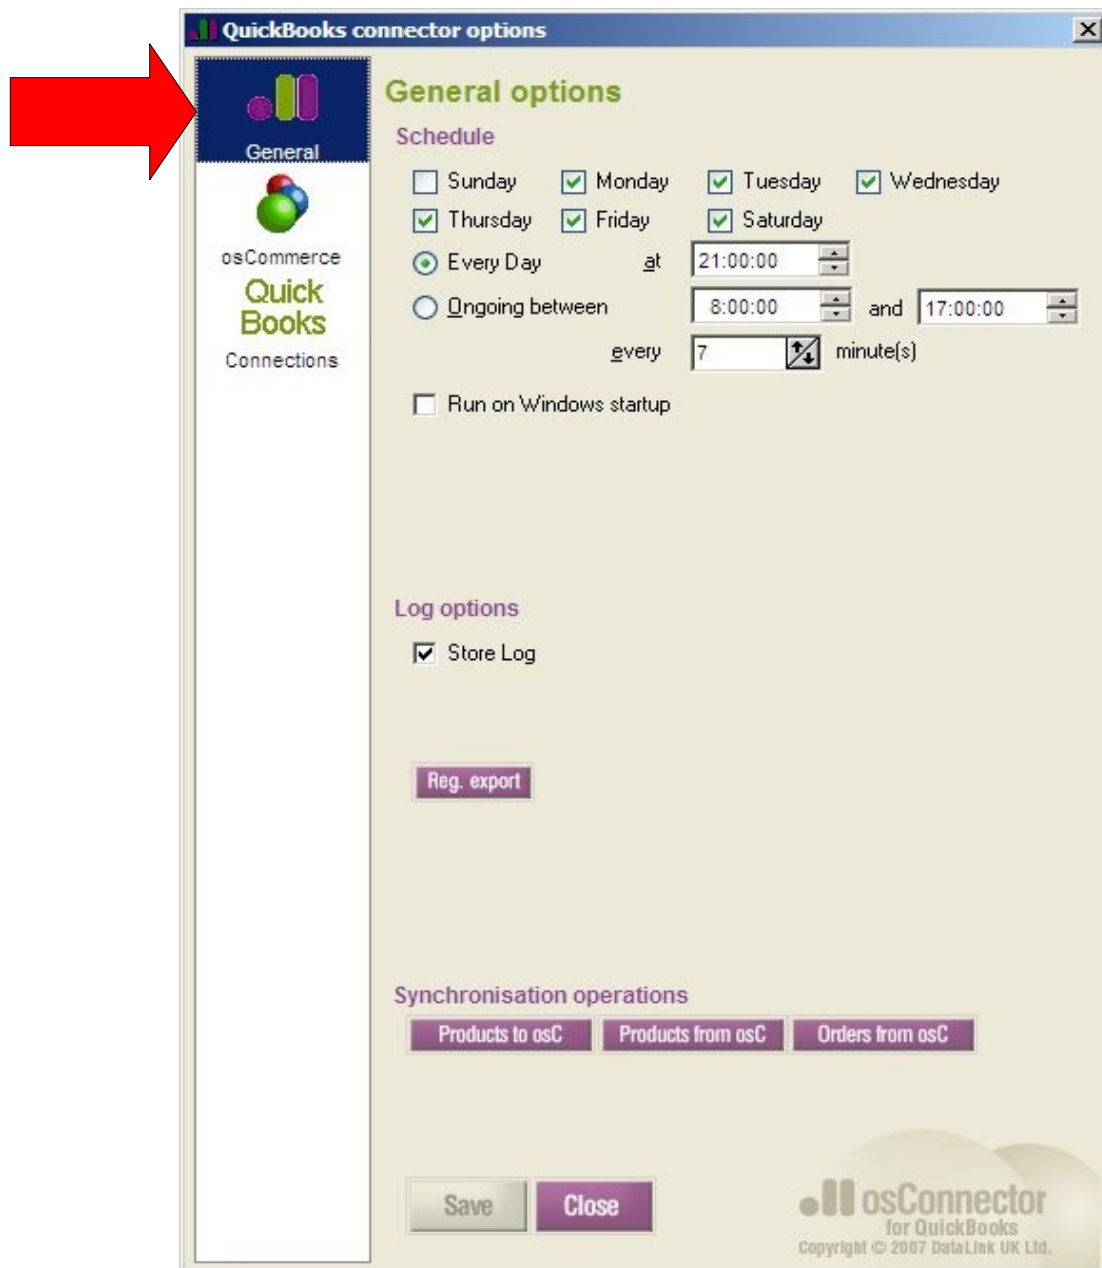 QuickBooks connector options
General
osCommerce
Quick
Books
Connections
General options
Schedule
Sunday Monday Tuesday Wednesday
Thursday Friday Saturday
Every Day at 21:00:00
Ongoing between 8:00:00 and 17:00:00
every 7 minute(s)
Run on Windows startup
Log options
Store Log
Reg. export
Synchronisation operations
Products to osC Products from osC Orders from osC
Save Close
osConnector
for QuickBooks
Copyright © 2007 DataLink UK Ltd.